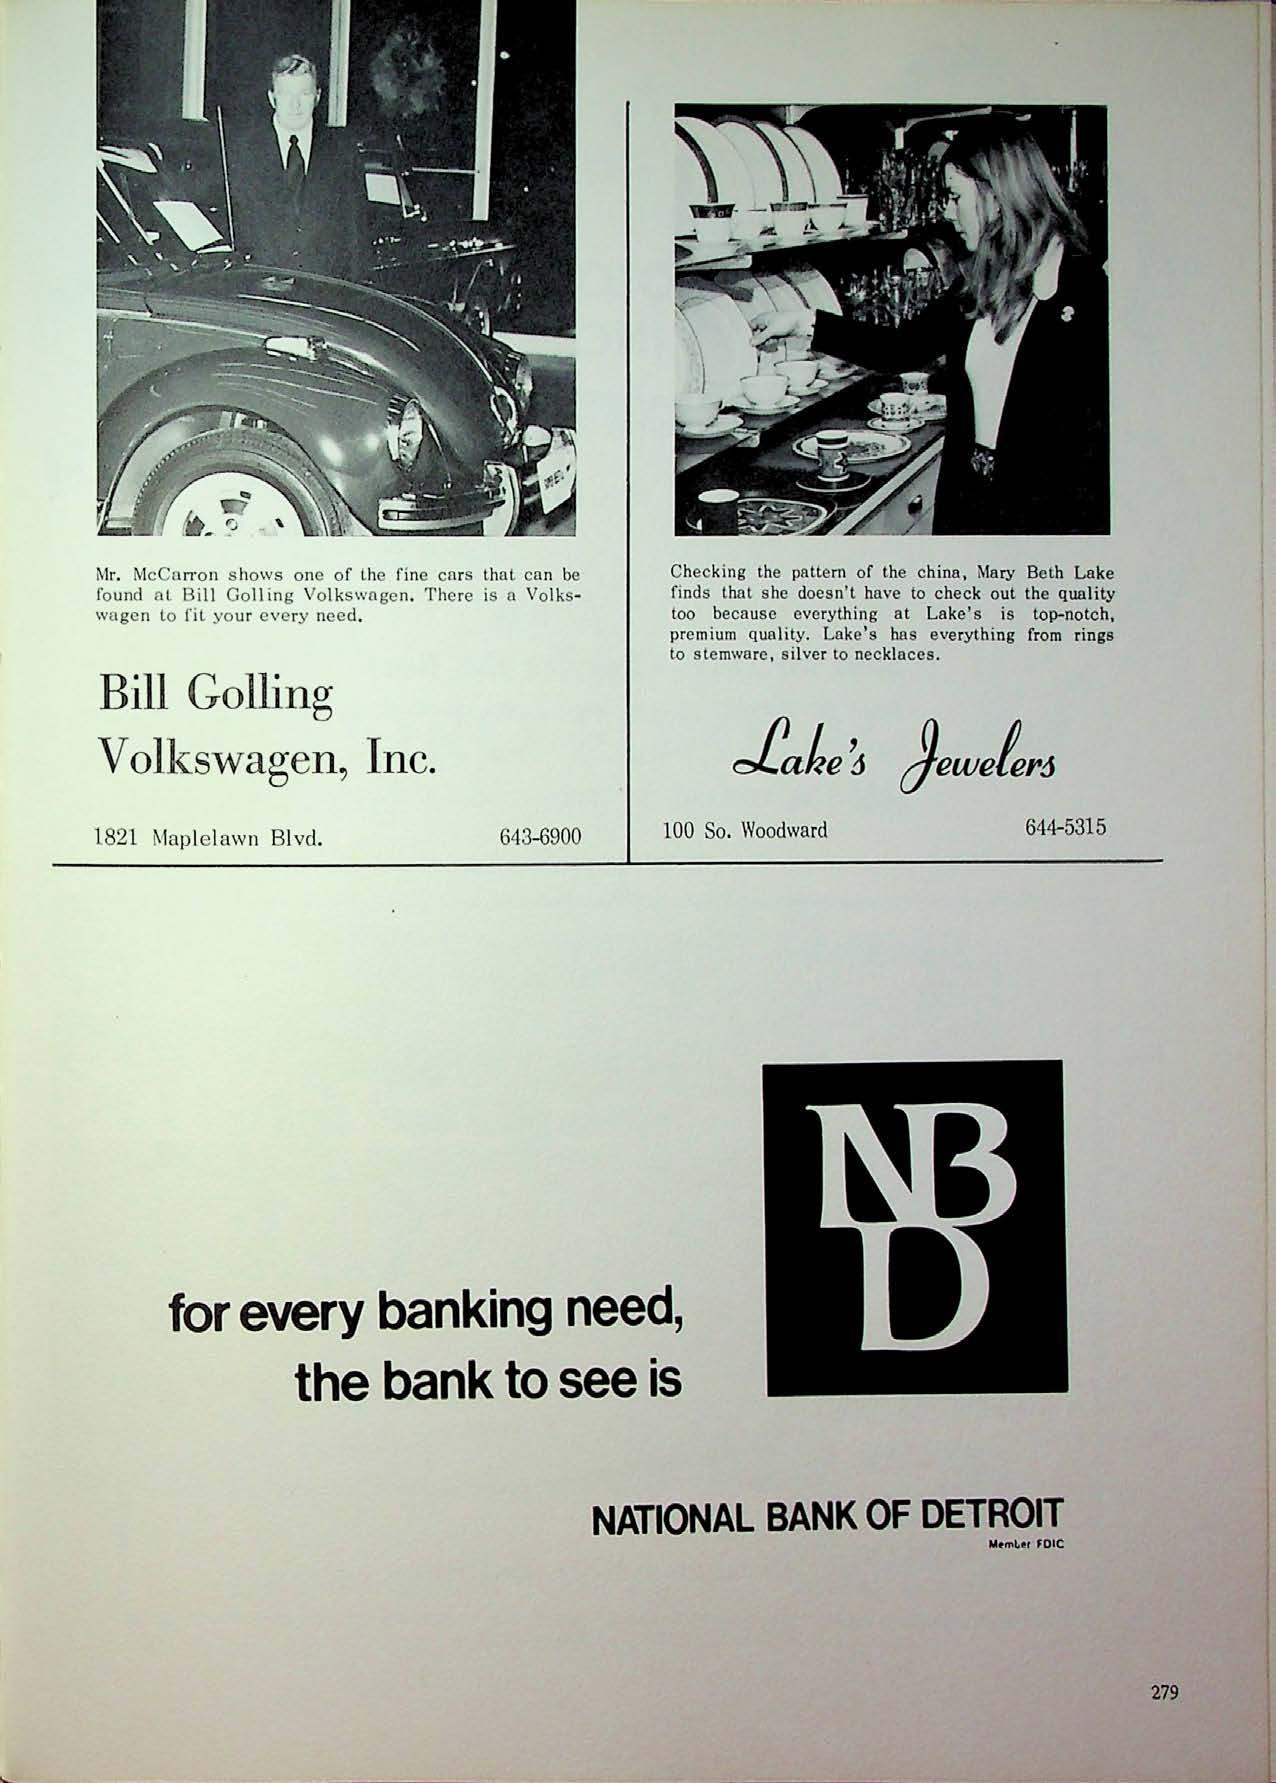 Mr. McCarron shows one of the fine cars that can be
found at Bill Golling Volkswagen. There is a Volks-
wagen to fit your every need.
Bill Golling
Volkswagen, Inc.
1821 Maplelawn Blvd. 643-6900
Checking the pattern of the china, Mary Beth Lake
finds that she doesn't have to check out the quality
too because everything at Lake's is top-notch,
premium quality. Lake's has everything from rings
to stemware, silver to necklaces.
Lake's Jewelers
100 So. Woodward 644-5315
NBD
for every banking need,
the bank to see is
NATIONAL BANK OF DETROIT
Member FDIC
279